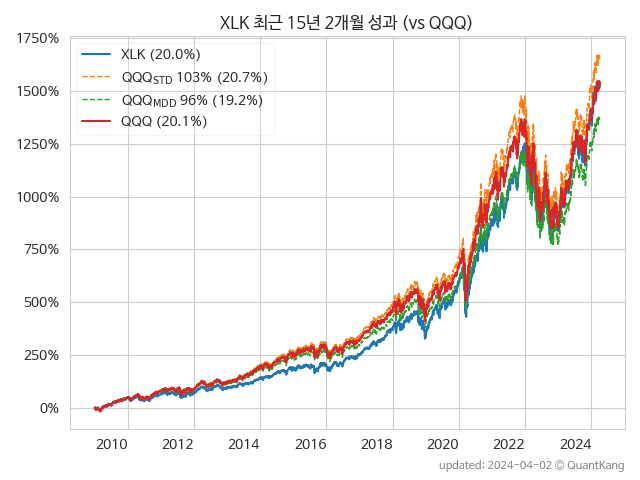 XLK 최근 15년 2개월 성과 (vs QQQ)
1750%
1500%
1250%
1000%
750%
500%
250%
0%
XLK (20.0%)
QQQSTD 103% (20.7%)
QQQMDD 96% (19.2%)
QQQ (20.1%)
2010 2012 2014 2016 2018 2020 2022 2024
updated: 2024-04-02 © QuantKang